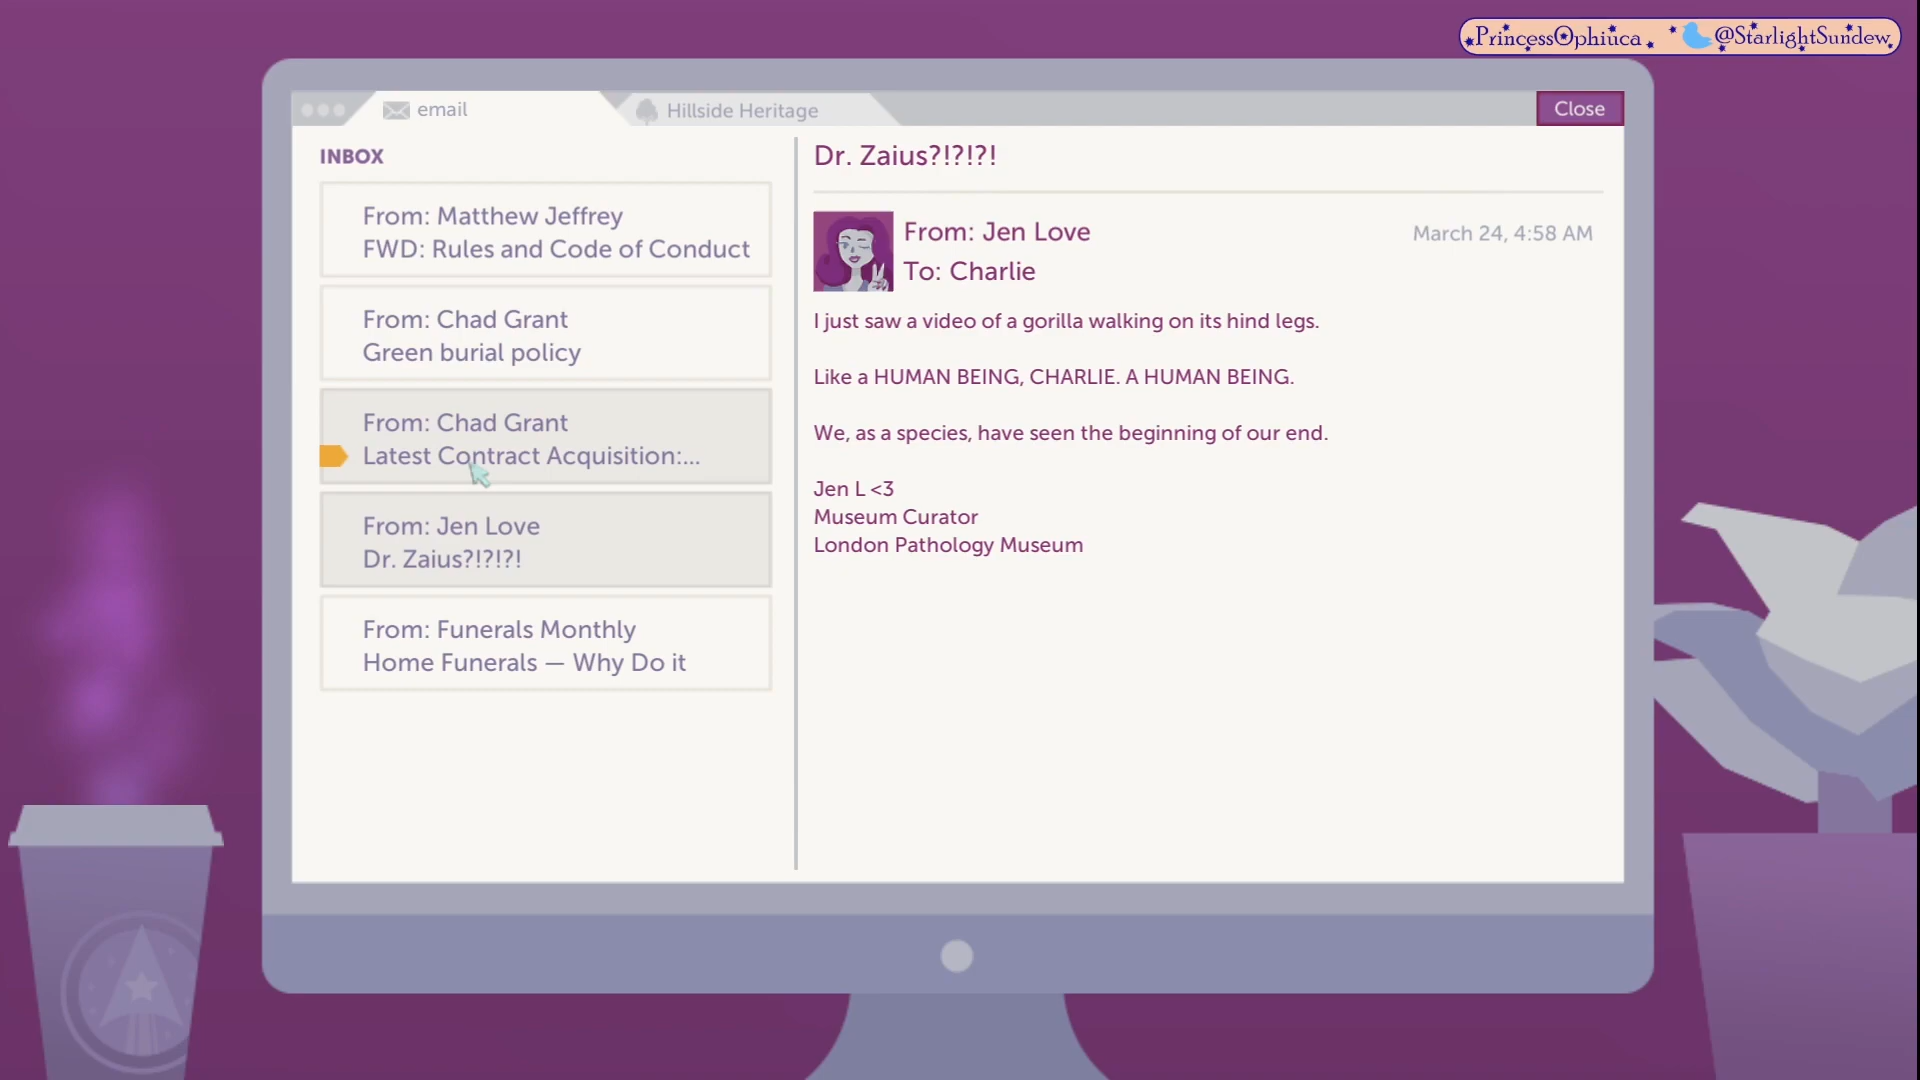 PrincessOphiuca @StarlightSundew
email
Hillside Heritage
Close
INBOX
From: Matthew Jeffrey
FWD: Rules and Code of Conduct
From: Chad Grant
Green burial policy
From: Chad Grant
Latest Contract Acquisition:...
From: Jen Love
Dr. Zaius?!?!?!
From: Funerals Monthly
Home Funerals — Why Do it
Dr. Zaius?!?!?!
From: Jen Love
March 24, 4:58 AM
To: Charlie
I just saw a video of a gorilla walking on its hind legs.
Like a HUMAN BEING, CHARLIE. A HUMAN BEING.
We, as a species, have seen the beginning of our end.
Jen L <3
Museum Curator
London Pathology Museum